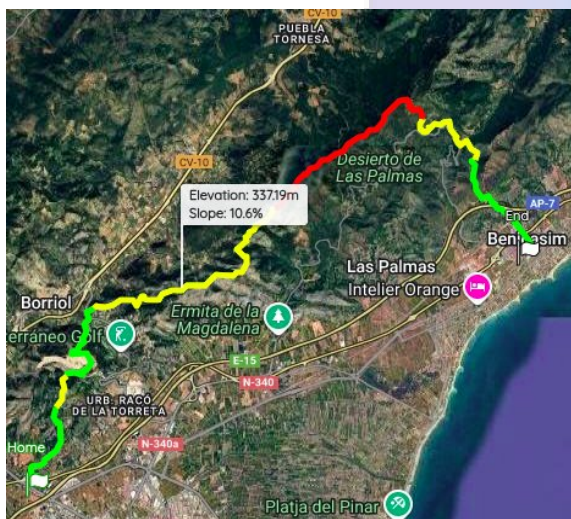 PUEBLA
TORNESA
CV-10
CV-10
Desierto de
Las Palmas
Elevation: 337.19m
Slope: 10.6%
AP-7
End
Las Palmas
Intelier Orange
Borriol
Ermita de la
Magdalena
terráneo Golf
E-15
N-340
URB. RACÓ
DE LA TORRETA
Home
N-340a
Platja del Pinar